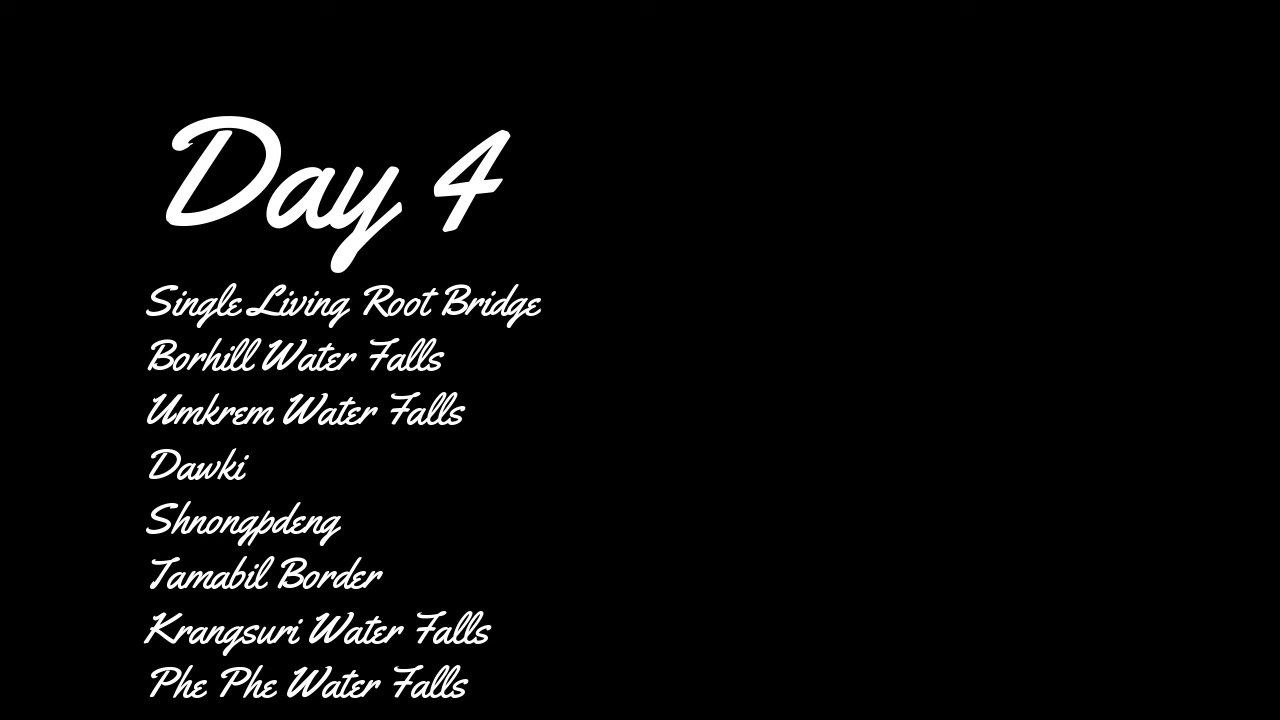 Day 4
Single Living Root Bridge
Borhill Water Falls
Umkrem Water Falls
Dawki
Shnongpdeng
Tamabil Border
Krangsuri Water Falls
Phe Phe Water Falls